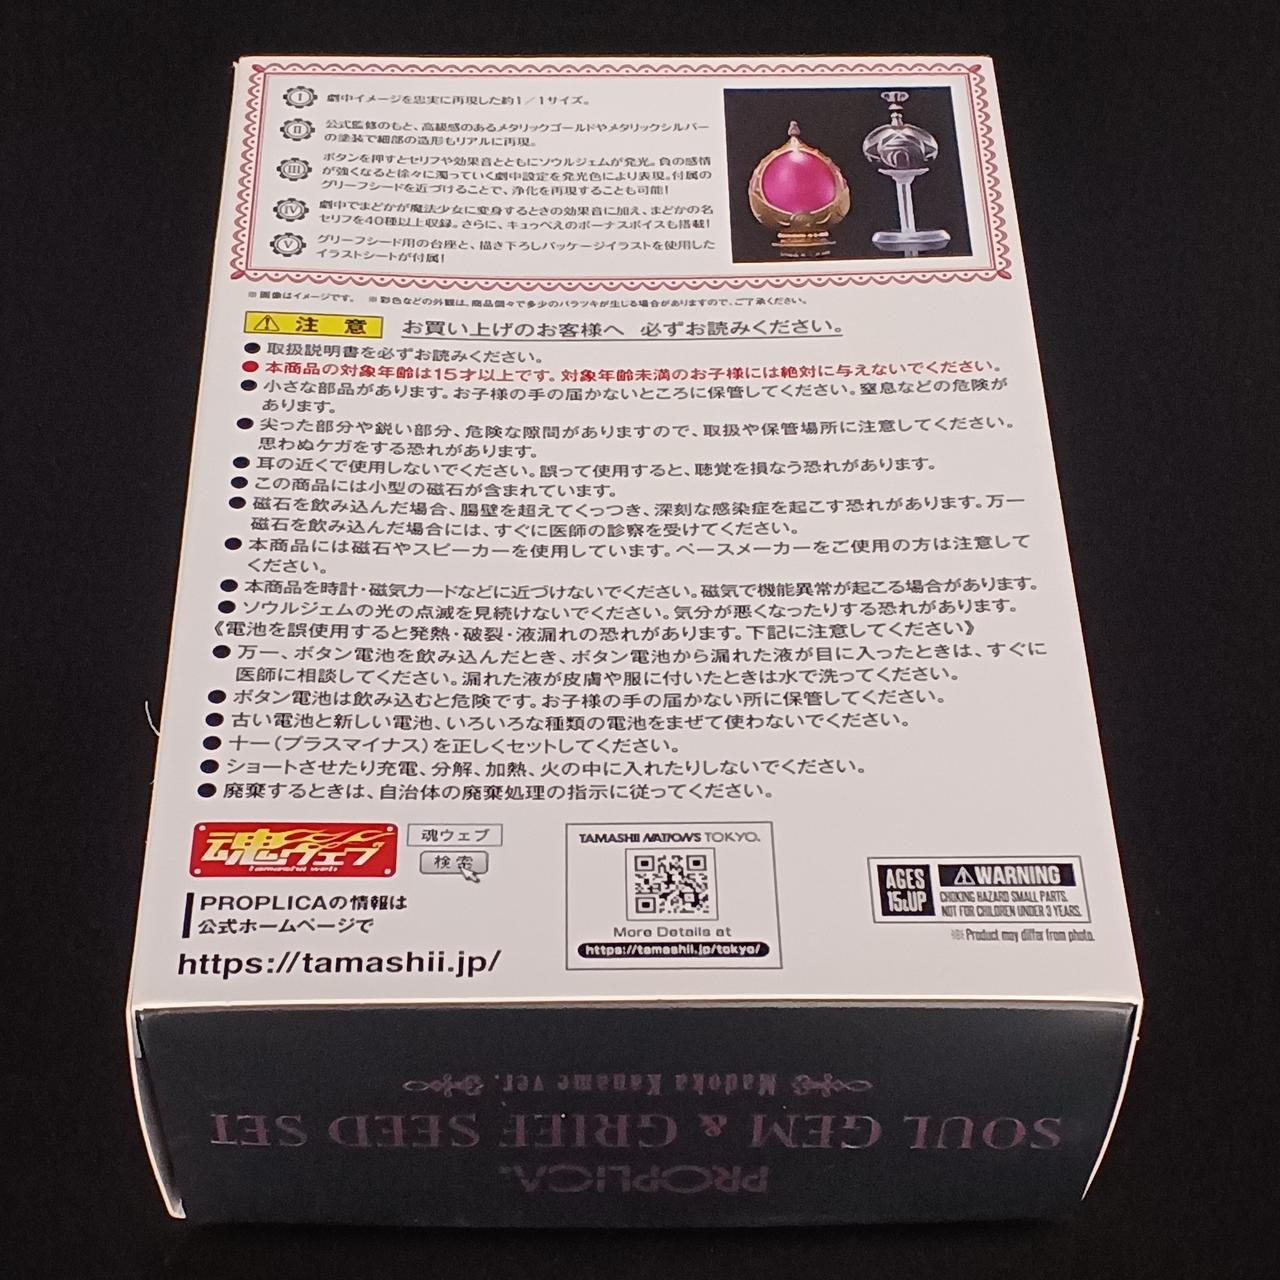 I 劇中イメージを忠実に再現した約1/1サイズ。
II 公式監修のもと、高級感のあるメタリックゴールドやメタリックシルバー
の塗装で細部の造形もリアルに再現。
III ボタンを押すとセリフや効果音とともにソウルジェムが発光。負の感情
が強くなると徐々に濁っていく劇中設定を発光色により表現。付属の
グリーフシードを近づけることで、浄化を再現することも可能!
IV 劇中でまどかが魔法少女に変身するときの効果音に加え、まどかの名
セリフを40種以上収録。さらに、キュゥべえのボーナスボイスも搭載!
V グリーフシード用の台座と、描き下ろしパッケージイラストを使用した
イラストシートが付属!
※画像はイメージです。 ※彩色などの外観は、商品個々で多少のバラツキが生じる場合がありますので、ご了承ください。
⚠注意 お買い上げのお客様へ 必ずお読みください。
●取扱説明書を必ずお読みください。
●本商品の対象年齢は15才以上です。対象年齢未満のお子様には絶対に与えないでください。
●小さな部品があります。お子様の手の届かないところに保管してください。窒息などの危険が
あります。
●尖った部分や鋭い部分、危険な隙間がありますので、取扱や保管場所に注意してください。
思わぬケガをする恐れがあります。
●耳の近くで使用しないでください。誤って使用すると、聴覚を損なう恐れがあります。
●この商品には小型の磁石が含まれています。
●磁石を飲み込んだ場合、腸壁を超えてくっつき、深刻な感染症を起こす恐れがあります。万一
磁石を飲み込んだ場合には、すぐに医師の診察を受けてください。
●本商品には磁石やスピーカーを使用しています。ペースメーカーをご使用の方は注意して
ください。
●本商品を時計・磁気カードなどに近づけないでください。磁気で機能異常が起こる場合があります。
●ソウルジェムの光の点滅を見続けないでください。気分が悪くなったりする恐れがあります。
《電池を誤使用すると発熱・破裂・液漏れの恐れがあります。下記に注意してください》
●万一、ボタン電池を飲み込んだとき、ボタン電池から漏れた液が目に入ったときは、すぐに
医師に相談してください。漏れた液が皮膚や服に付いたときは水で洗ってください。
●ボタン電池は飲み込むと危険です。お子様の手の届かない所に保管してください。
●古い電池と新しい電池、いろいろな種類の電池をまぜて使わないでください。
●＋－(プラスマイナス)を正しくセットしてください。
●ショートさせたり充電、分解、加熱、火の中に入れたりしないでください。
●廃棄するときは、自治体の廃棄処理の指示に従ってください。
魂ウェブ
Tamashii web
魂ウェブ
検索
PROPLICAの情報は
公式ホームページで
https://tamashii.jp/
TAMASHII NATIONS TOKYO.
More Details at
https://tamashii.jp/tokyo/
AGES
15&UP
⚠WARNING
CHOKING HAZARD SMALL PARTS.
NOT FOR CHILDREN UNDER 3 YEARS.
※Product may differ from photo.
Madoka Kaname ver.
SOUL GEM & GRIEF SEED SET
PROPLICA